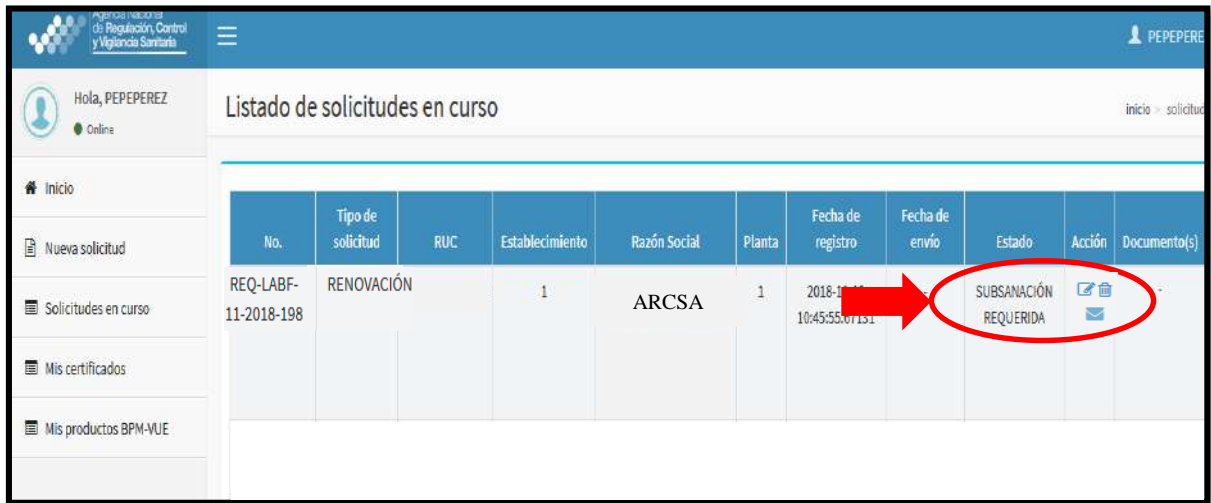 Agencia Nacional
de Regulación, Control
y Vigilancia Sanitaria
PEPEPERE
Hola, PEPEPEREZ
Online
Listado de solicitudes en curso
inicio > solicitud
Inicio
Nueva solicitud
Solicitudes en curso
Mis certificados
Mis productos BPM-VUE
No.
Tipo de
solicitud
RUC
Establecimiento
Razón Social
Planta
Fecha de
registro
Fecha de
envío
Estado
Acción
Documento(s)
REQ-LABF-
11-2018-198
RENOVACIÓN
1
ARCSA
1
2018-
10:45:55.67131
SUBSANACIÓN
REQUERIDA
-